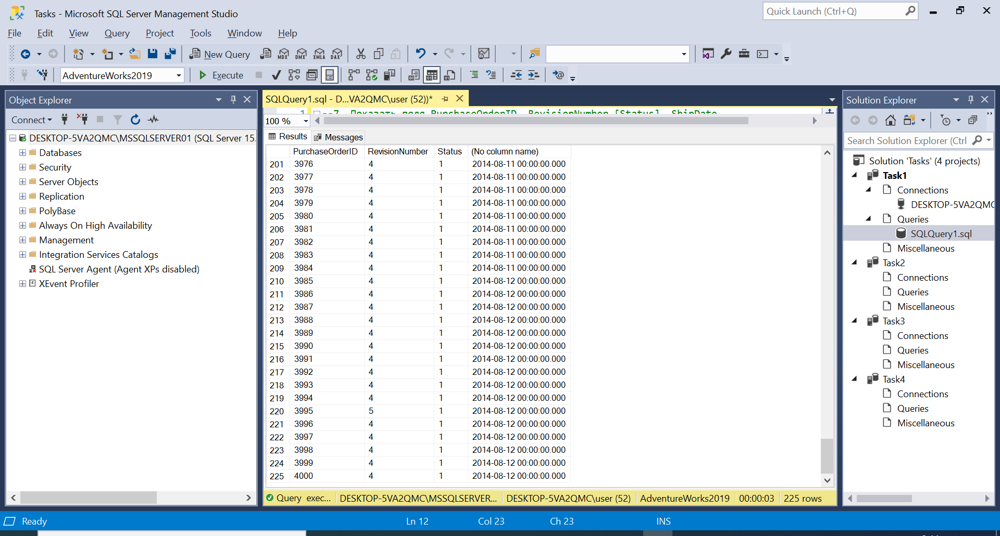 Tasks - Microsoft SQL Server Management Studio
Quick Launch (Ctrl+Q)
File Edit View Query Project Tools Window Help
New Query MDX DMX XMLA DAX
AdventureWorks2019 Execute
Object Explorer
Connect
DESKTOP-5VA2QMC\MSSQLSERVER01 (SQL Server 15.
Databases
Security
Server Objects
Replication
PolyBase
Always On High Availability
Management
Integration Services Catalogs
SQL Server Agent (Agent XPs disabled)
XEvent Profiler
SQLQuery1.sql - D...VA2QMC\user (52))*
1 --7. Показать поля PurchaseOrderID, RevisionNumber,[Status], ShipDate
100 %
Results Messages
PurchaseOrderID RevisionNumber Status (No column name)
201 3976 4 1 2014-08-11 00:00:00.000
202 3977 4 1 2014-08-11 00:00:00.000
203 3978 4 1 2014-08-11 00:00:00.000
204 3979 4 1 2014-08-11 00:00:00.000
205 3980 4 1 2014-08-11 00:00:00.000
206 3981 4 1 2014-08-11 00:00:00.000
207 3982 4 1 2014-08-11 00:00:00.000
208 3983 4 1 2014-08-11 00:00:00.000
209 3984 4 1 2014-08-11 00:00:00.000
210 3985 4 1 2014-08-12 00:00:00.000
211 3986 4 1 2014-08-12 00:00:00.000
212 3987 4 1 2014-08-12 00:00:00.000
213 3988 4 1 2014-08-12 00:00:00.000
214 3989 4 1 2014-08-12 00:00:00.000
215 3990 4 1 2014-08-12 00:00:00.000
216 3991 4 1 2014-08-12 00:00:00.000
217 3992 4 1 2014-08-12 00:00:00.000
218 3993 4 1 2014-08-12 00:00:00.000
219 3994 4 1 2014-08-12 00:00:00.000
220 3995 5 1 2014-08-12 00:00:00.000
221 3996 4 1 2014-08-12 00:00:00.000
222 3997 4 1 2014-08-12 00:00:00.000
223 3998 4 1 2014-08-12 00:00:00.000
224 3999 4 1 2014-08-12 00:00:00.000
225 4000 4 1 2014-08-12 00:00:00.000
Query exec... DESKTOP-5VA2QMC\MSSQLSERVER... DESKTOP-5VA2QMC\user (52) AdventureWorks2019 00:00:03 225 rows
Solution Explorer
Search Solution Explorer (Ctrl
Solution 'Tasks' (4 projects)
Task1
Connections
DESKTOP-5VA2QMC
Queries
SQLQuery1.sql
Miscellaneous
Task2
Connections
Queries
Miscellaneous
Task3
Connections
Queries
Miscellaneous
Task4
Connections
Queries
Miscellaneous
Ready Ln 12 Col 23 Ch 23 INS